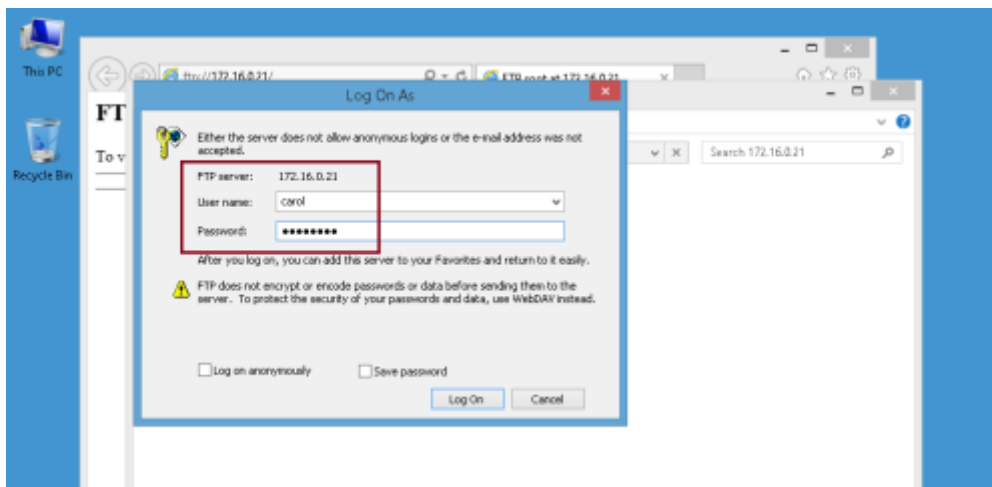 This PC
Recycle Bin
ftp://172.16.0.21/
FTP root at 172.16.0.21
FT
To v
Search 172.16.0.21
Log On As
Either the server does not allow anonymous logins or the e-mail address was not
accepted.
FTP server: 172.16.0.21
User name: carol
Password: ••••••••
After you log on, you can add this server to your Favorites and return to it easily.
FTP does not encrypt or encode passwords or data before sending them to the
server. To protect the security of your passwords and data, use WebDAV instead.
Log on anonymously Save password
Log On Cancel